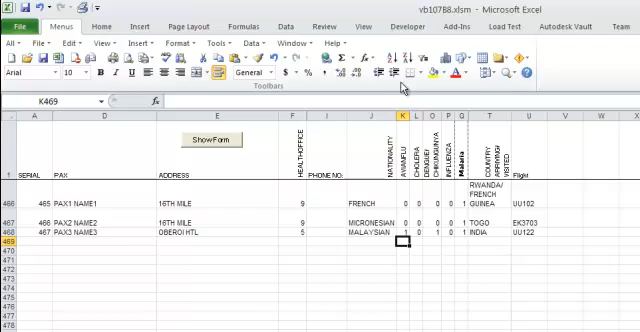 vb107B8.xlsm - Microsoft Excel
File Menus Home Insert Page Layout Formulas Data Review View Developer Add-Ins Load Test Autodesk Vault Team
All File Edit View Insert Format Tools Data Window Help
Arial 10 B I U General $ % ,
Toolbars
K469 fx
A D E F I J K L O P Q T U V W X
ShowForm
1 SERIAL PAX ADDRESS HEALTHOFFICE PHONE NO: NATIONALITY AVIANFLU CHOLERA DENGUE/ CHIKUNGUNYA INFLUENZA Malaria COUNTRY ARRIVING/ VISITED Flight
RWANDA/
FRENCH
466 465 PAX1 NAME1 16TH MILE 9 FRENCH 0 0 0 0 1 GUINEA UU102
467 466 PAX2 NAME2 16TH MILE 9 MICRONESIAN 0 0 0 0 1 TOGO EK3703
468 467 PAX3 NAME3 OBEROI HTL 5 MALAYSIAN 1 0 1 0 1 INDIA UU122
469
470
471
472
473
474
475
476
477
478